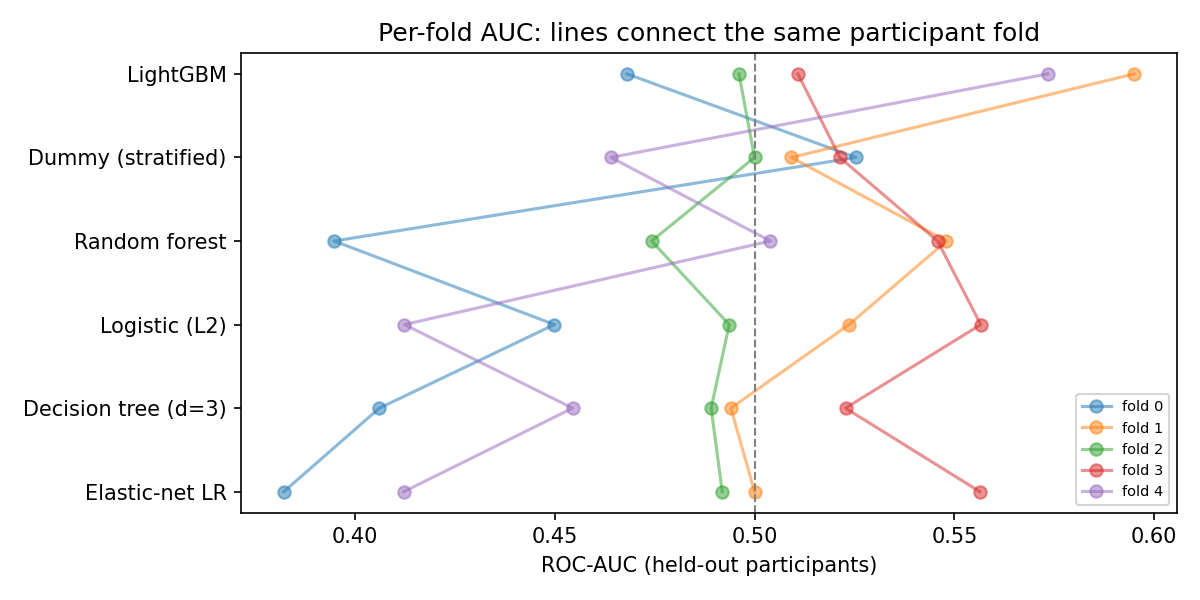 Per-fold AUC: lines connect the same participant fold
LightGBM
Dummy (stratified)
Random forest
Logistic (L2)
Decision tree (d=3)
Elastic-net LR
fold 0
fold 1
fold 2
fold 3
fold 4
0.40 0.45 0.50 0.55 0.60
ROC-AUC (held-out participants)